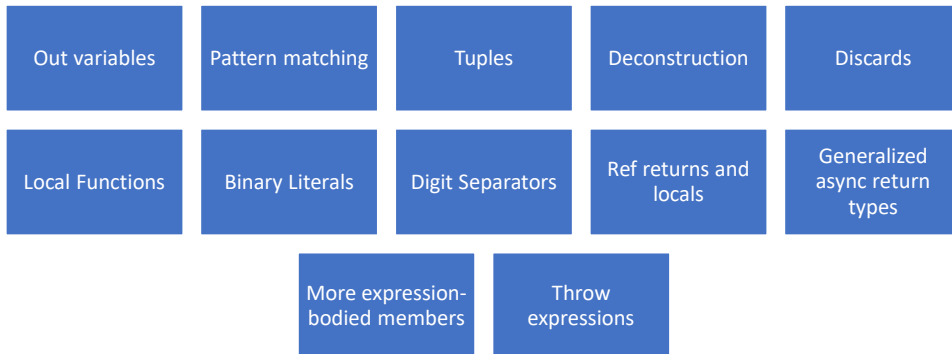 Out variables
Pattern matching
Tuples
Deconstruction
Discards
Local Functions
Binary Literals
Digit Separators
Ref returns and
locals
Generalized
async return
types
More expression-
bodied members
Throw
expressions